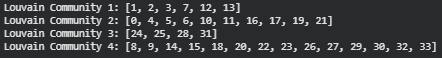 Louvain Community 1: [1, 2, 3, 7, 12, 13]
Louvain Community 2: [0, 4, 5, 6, 10, 11, 16, 17, 19, 21]
Louvain Community 3: [24, 25, 28, 31]
Louvain Community 4: [8, 9, 14, 15, 18, 20, 22, 23, 26, 27, 29, 30, 32, 33]